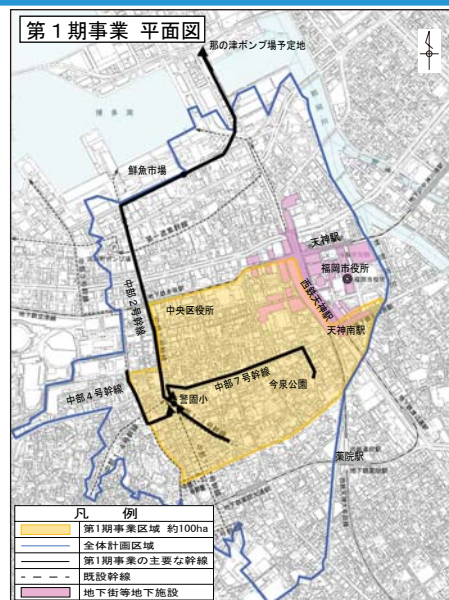 第1期事業 平面図
那の津ポンプ場予定地
博多湾
鮮魚市場
天神駅
福岡市役所
西鉄天神駅
中央区役所
天神南駅
中部2号幹線
中部7号幹線
今泉公園
中部4号幹線
警固小
薬院駅
凡 例
第1期事業区域 約100ha
全体計画区域
第1期事業の主要な幹線
既設幹線
地下街等地下施設